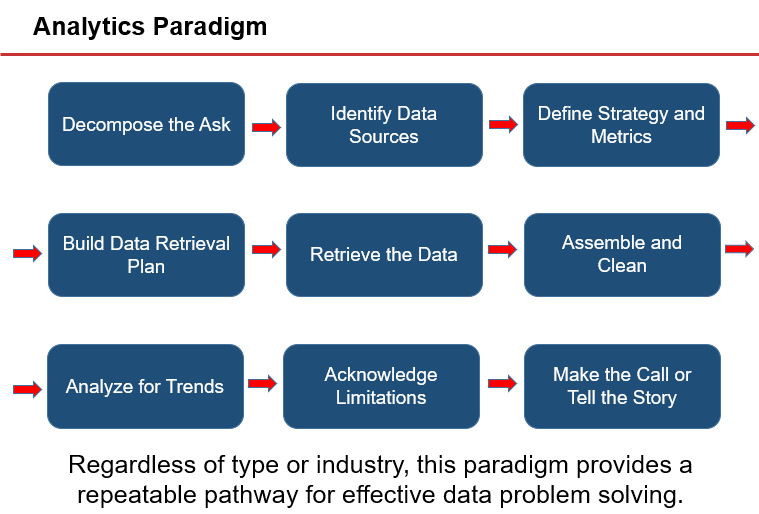 Analytics Paradigm
Decompose the Ask
Identify Data
Sources
Define Strategy and
Metrics
Build Data Retrieval
Plan
Retrieve the Data
Assemble and
Clean
Analyze for Trends
Acknowledge
Limitations
Make the Call or
Tell the Story
Regardless of type or industry, this paradigm provides a
repeatable pathway for effective data problem solving.